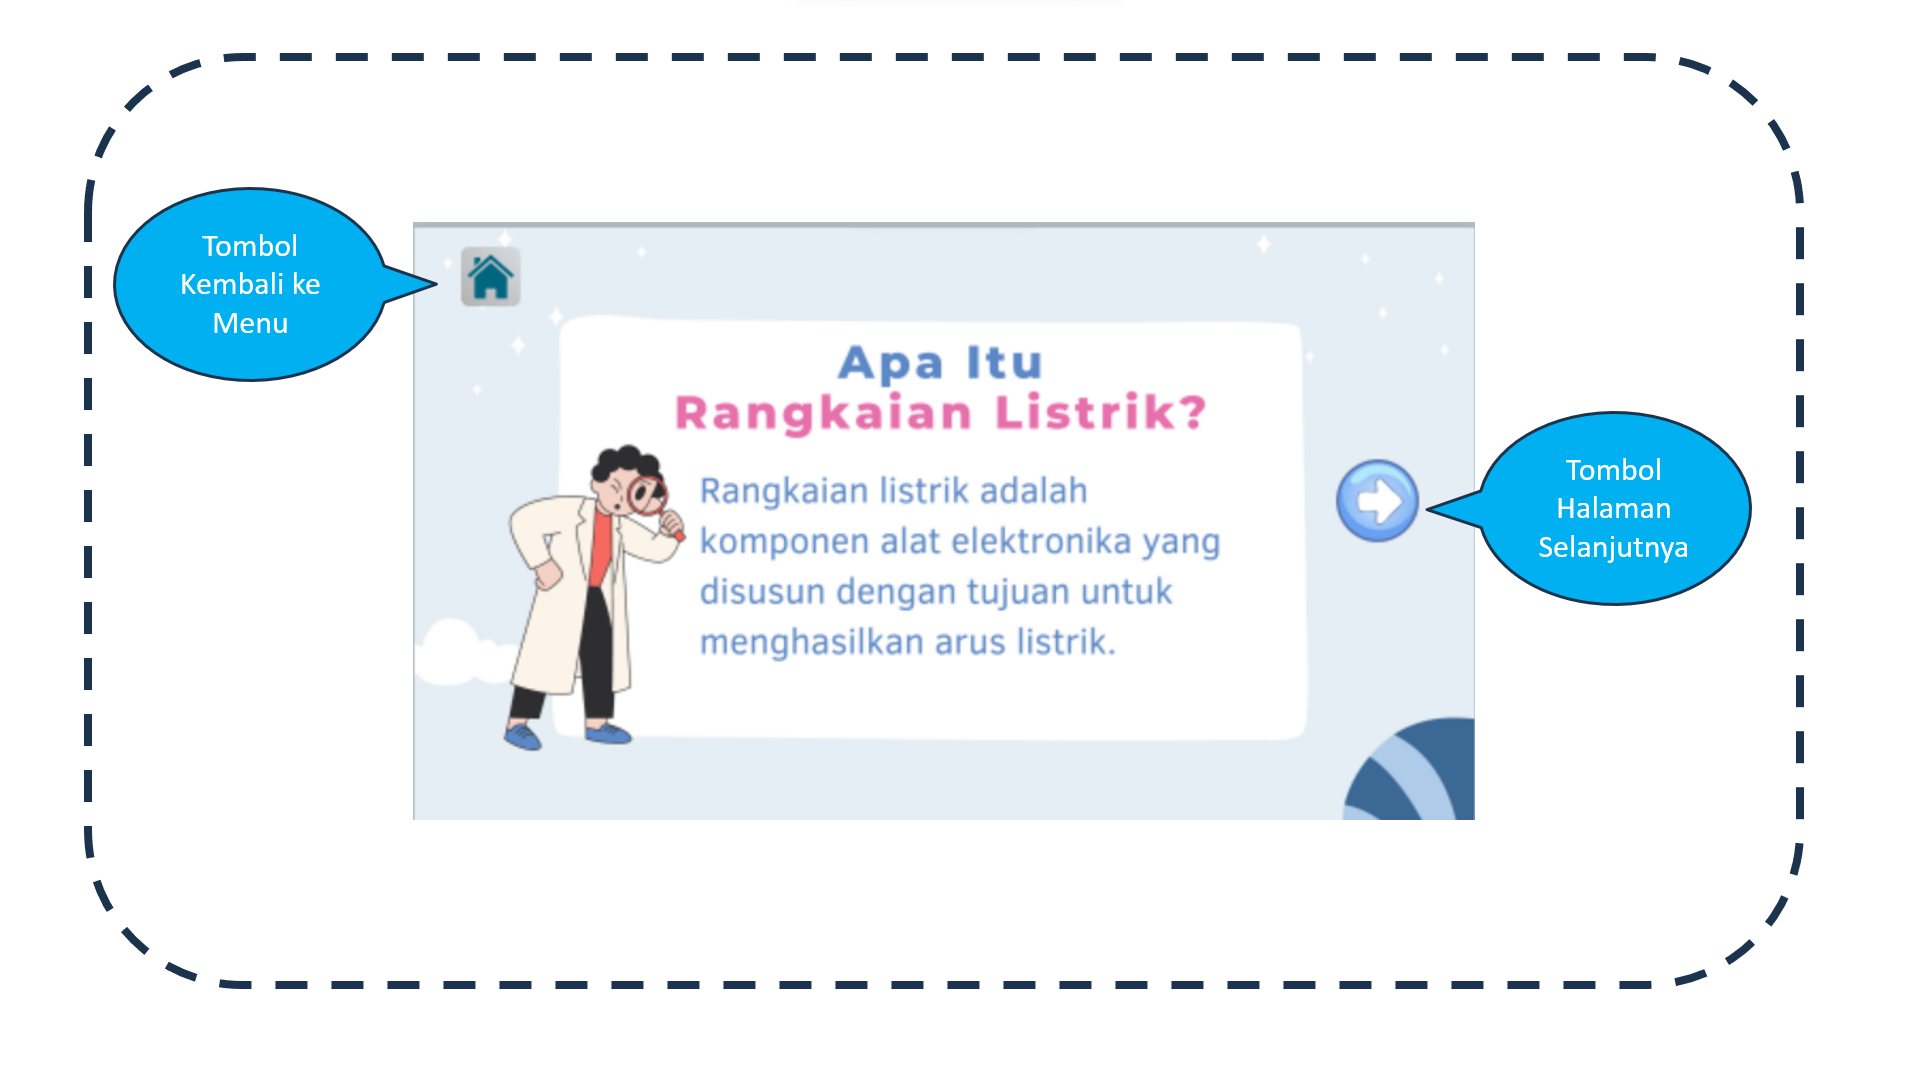 Tombol
Kembali ke
Menu
Apa Itu
Rangkaian Listrik?
Rangkaian listrik adalah
komponen alat elektronika yang
disusun dengan tujuan untuk
menghasilkan arus listrik.
Tombol
Halaman
Selanjutnya